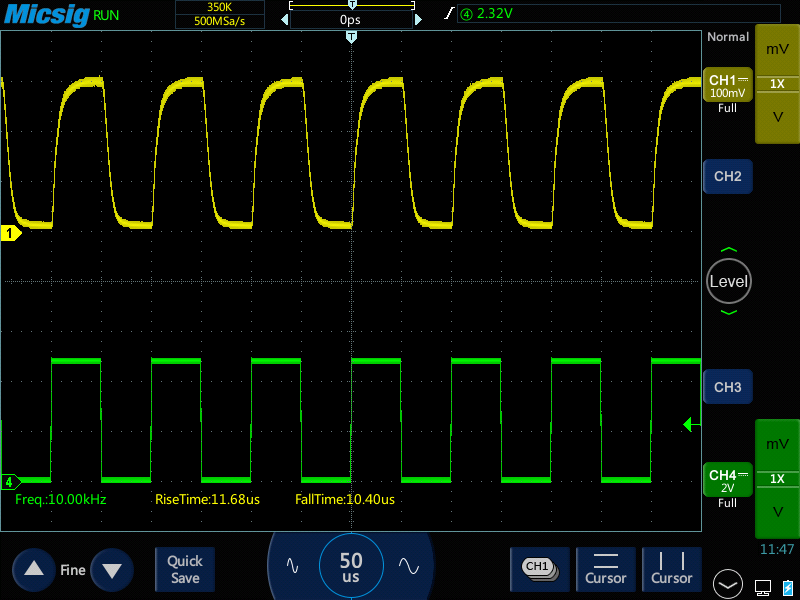 Micsig RUN
350K
500MSa/s
T
0ps
4 2.32V
T
Normal
mV
CH1
100mV
1X
Full
V
CH2
1
Level
CH3
mV
CH4
2V
1X
Full
V
4
Freq.:10.00kHz RiseTime:11.68us FallTime:10.40us
11:47
Fine
Quick
Save
50
us
CH1
Cursor
Cursor